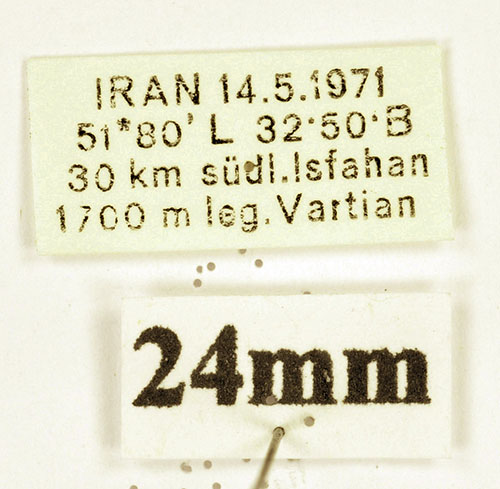 IRAN 14.5.1971
51°80' L 32·50·B
30 km südl.Isfahan
1700 m leg.Vartian
24mm